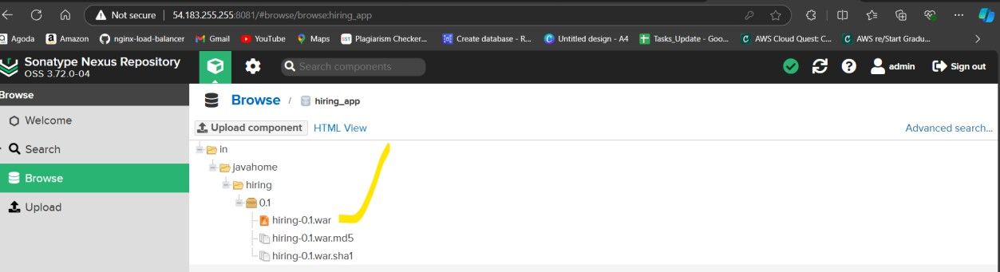 Not secure 54.183.255.255:8081/#browse/browse:hiring_app
Agoda Amazon nginx-load-balancer Gmail YouTube Maps SST Plagiarism Checker... Create database - R... Untitled design - A4 Tasks_Update - Goo... AWS Cloud Quest: C... AWS re/Start Gradu...
Sonatype Nexus Repository
OSS 3.72.0-04
Search components
admin Sign out
Browse
Welcome
Search
Browse
Upload
Browse / hiring_app
Upload component HTML View Advanced search...
in
javahome
hiring
0.1
hiring-0.1.war
hiring-0.1.war.md5
hiring-0.1.war.sha1